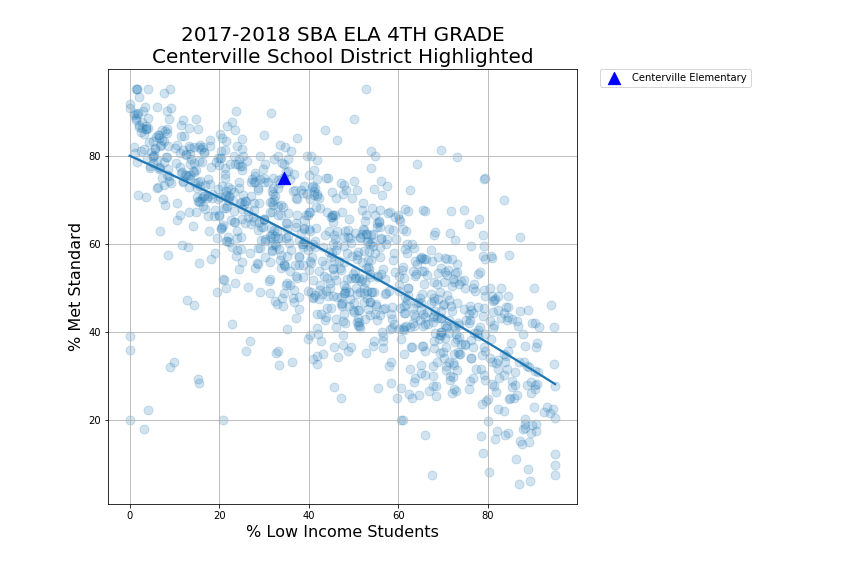 2017-2018 SBA ELA 4TH GRADE
Centerville School District Highlighted
Centerville Elementary
% Met Standard
80
60
40
20
0
20
40
60
80
% Low Income Students